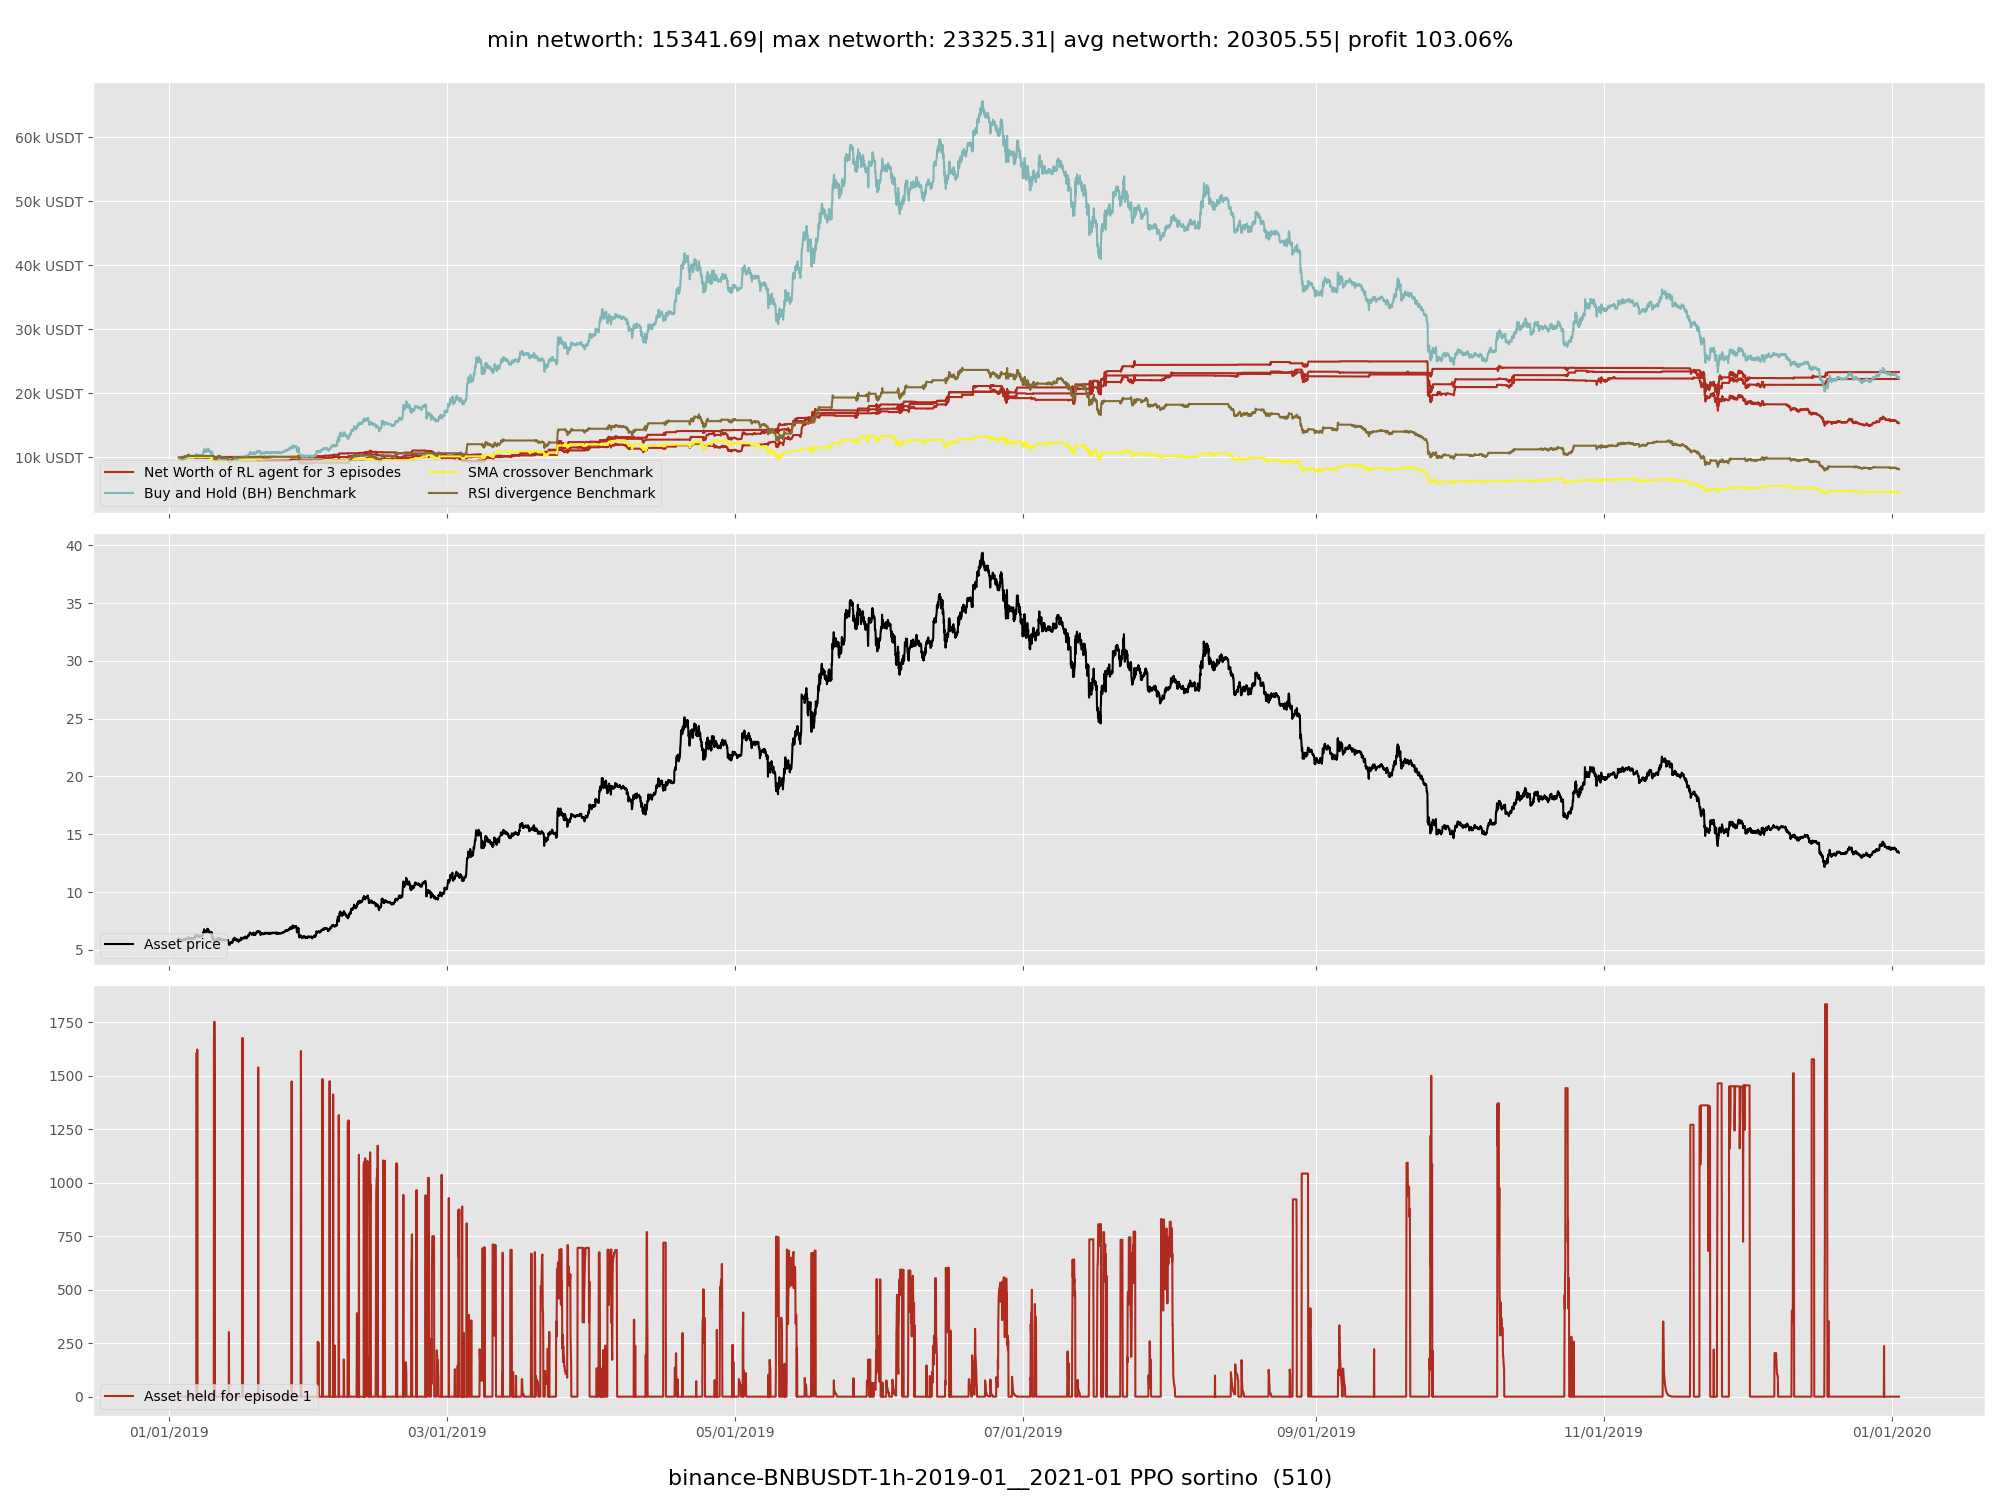 min networth: 15341.69| max networth: 23325.31| avg networth: 20305.55| profit 103.06%
60k USDT
50k USDT
40k USDT
30k USDT
20k USDT
10k USDT
Net Worth of RL agent for 3 episodes
Buy and Hold (BH) Benchmark
SMA crossover Benchmark
RSI divergence Benchmark
40
35
30
25
20
15
10
5
Asset price
1750
1500
1250
1000
750
500
250
0
Asset held for episode 1
01/01/2019
03/01/2019
05/01/2019
07/01/2019
09/01/2019
11/01/2019
01/01/2020
binance-BNBUSDT-1h-2019-01__2021-01 PPO sortino  (510)